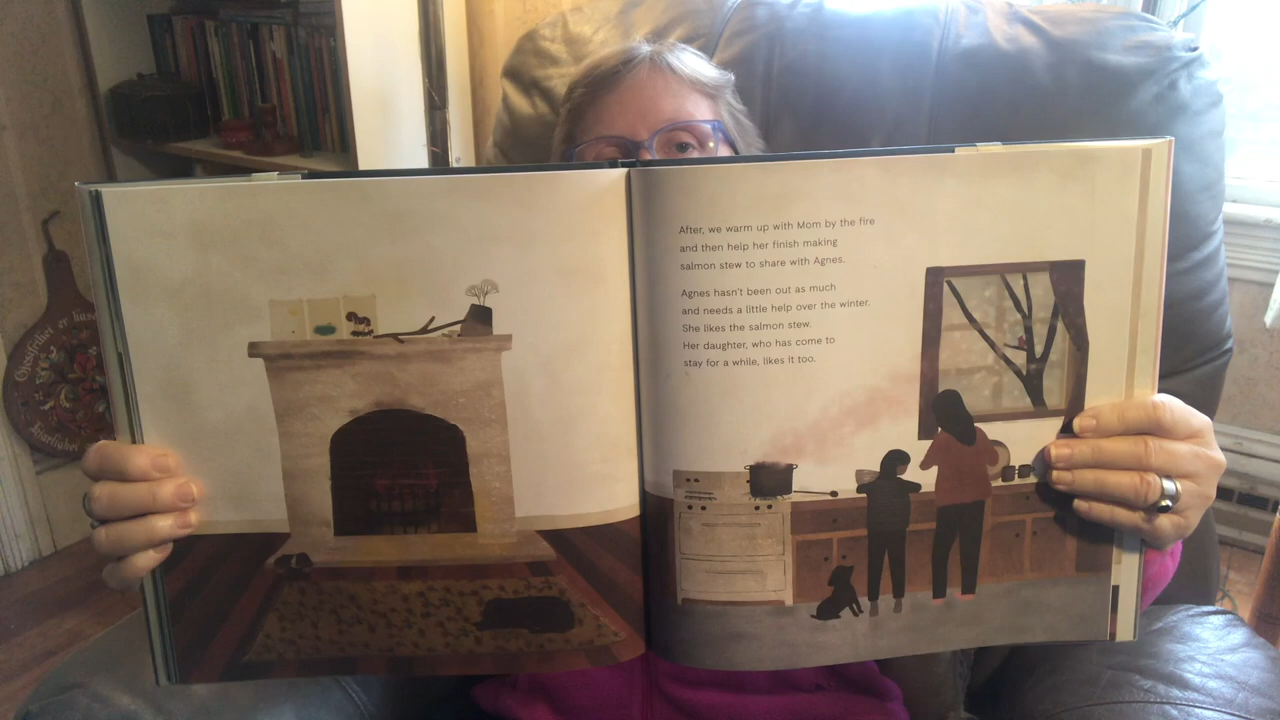 After, we warm up with Mom by the fire
and then help her finish making
salmon stew to share with Agnes.
Agnes hasn't been out as much
and needs a little help over the winter.
She likes the salmon stew.
Her daughter, who has come to
stay for a while, likes it too.